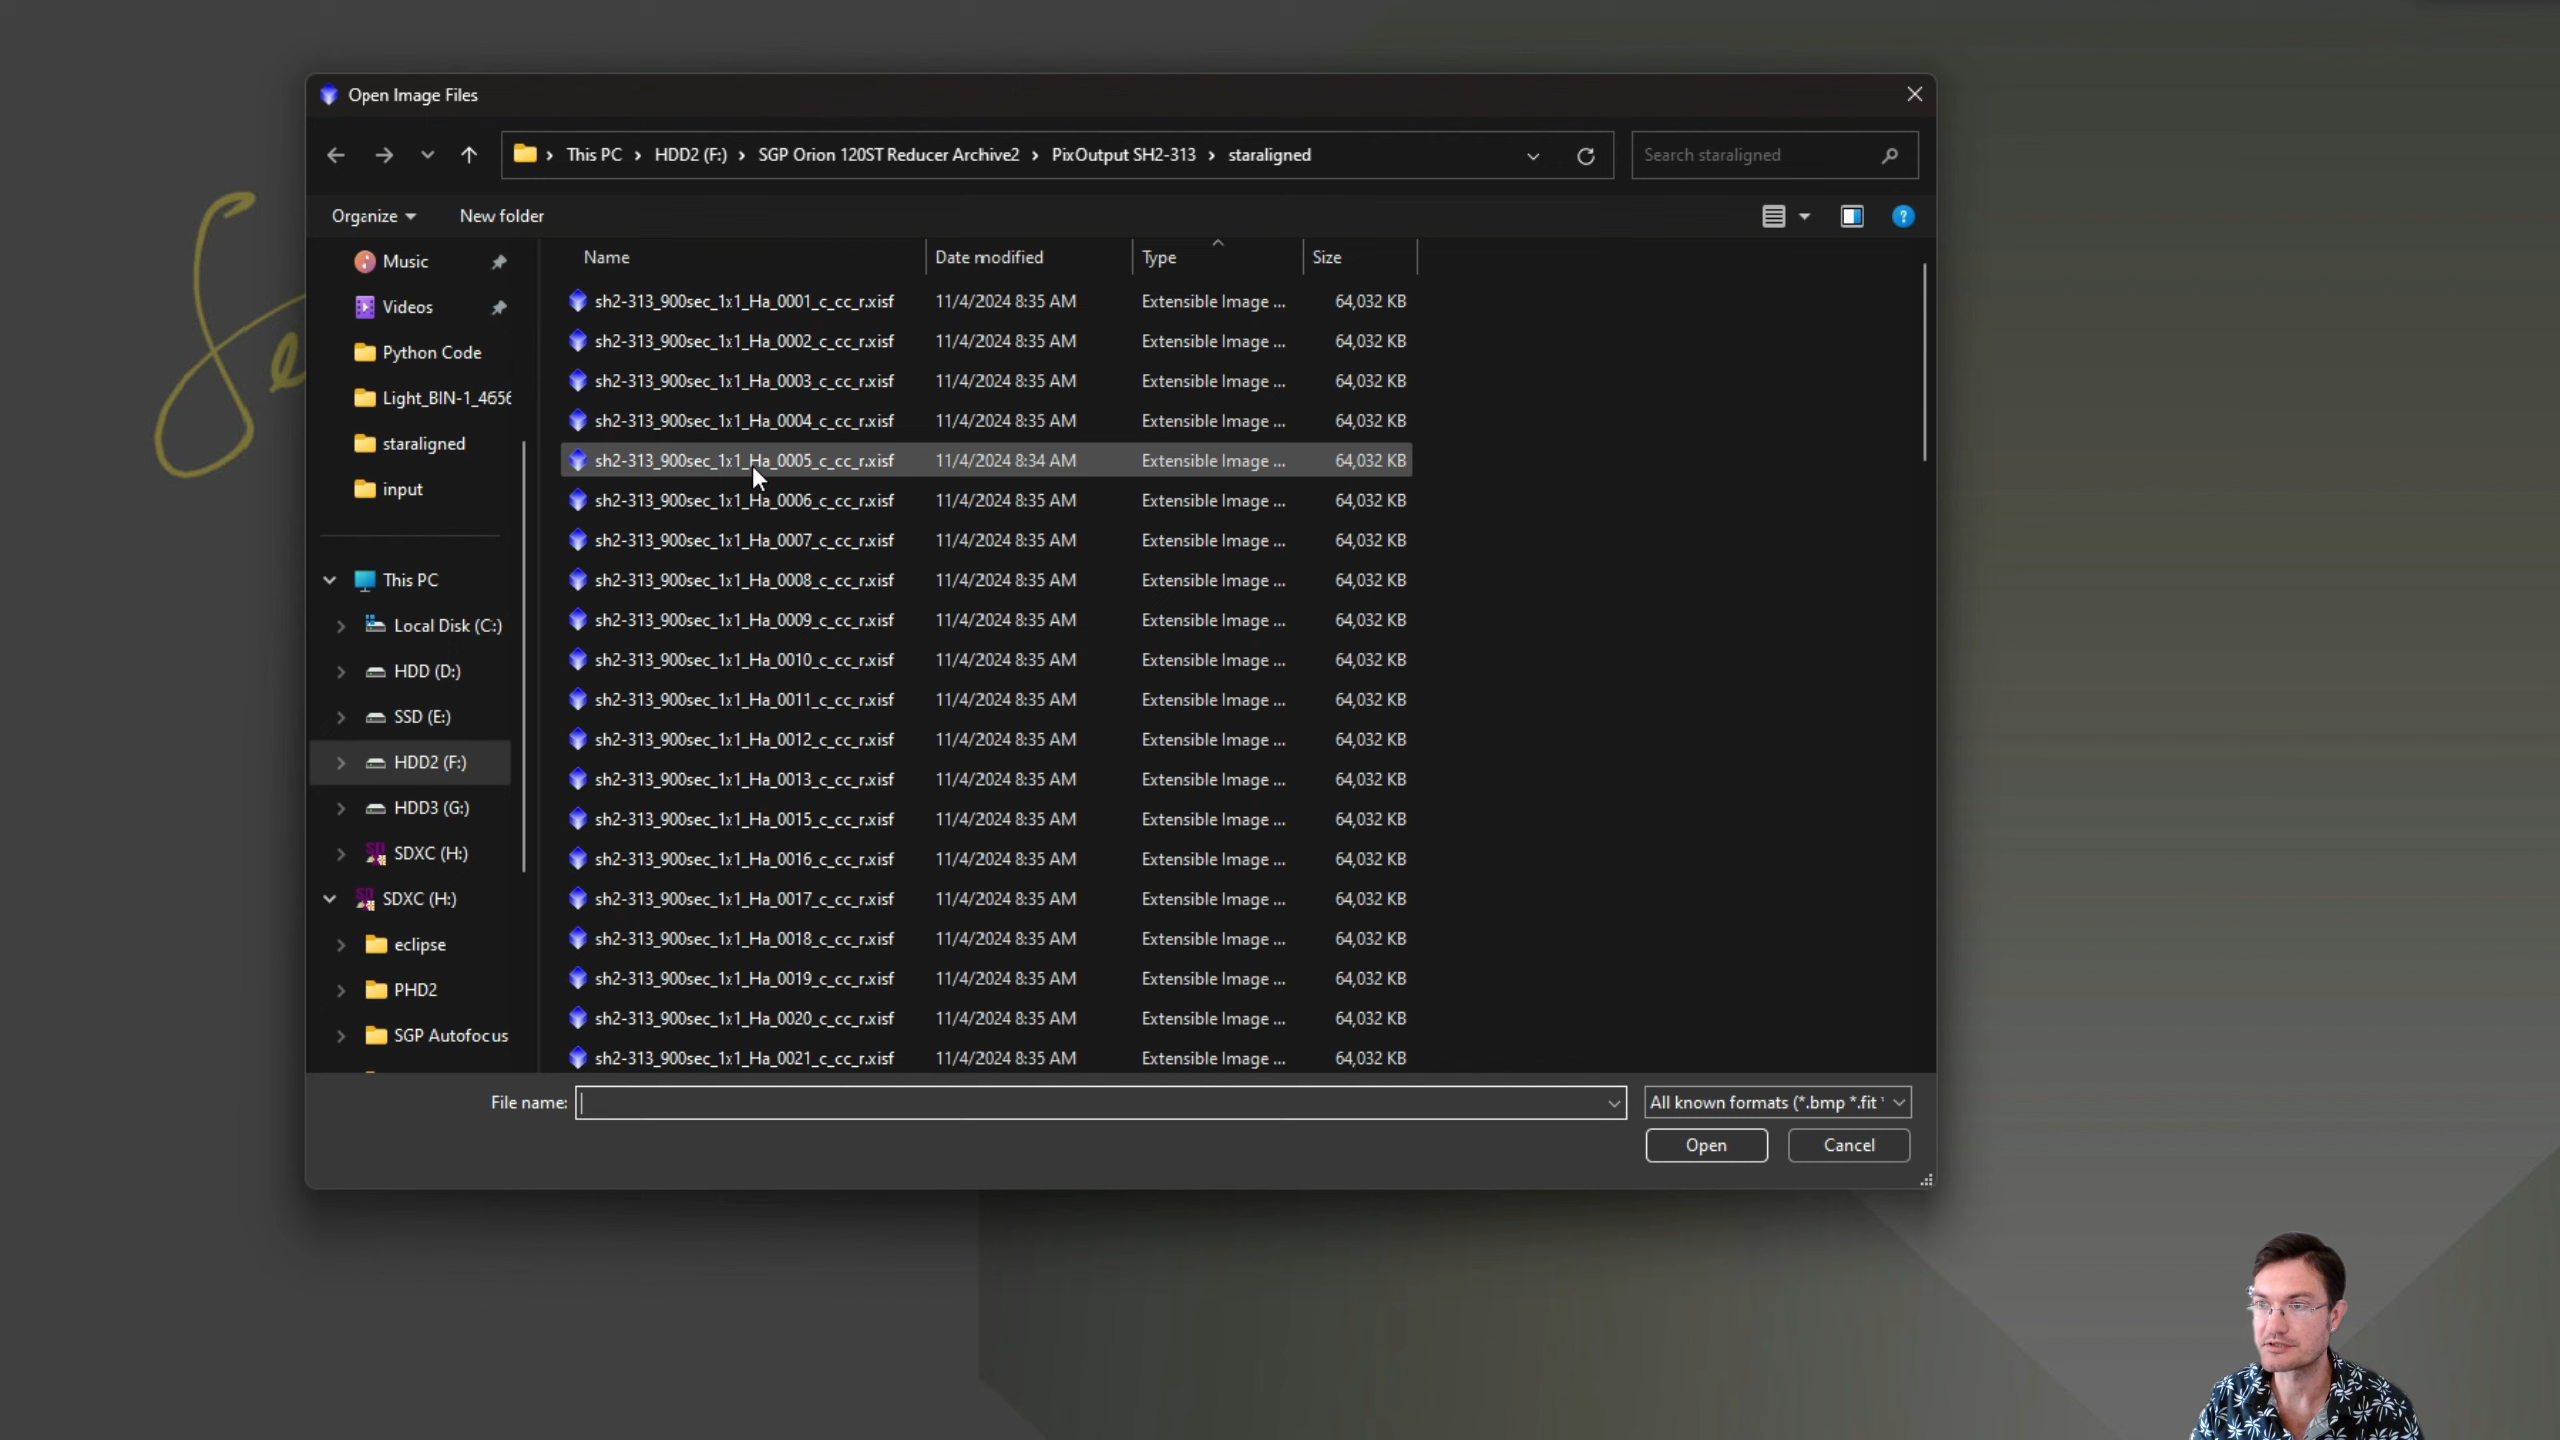 Open Image Files
This PC > HDD2 (F:) > SGP Orion 120ST Reducer Archive2 > PixOutput SH2-313 > staraligned
Search staraligned
Organize
New folder
Name Date modified Type Size
Music
Videos
Python Code
Light_BIN-1_4656
staraligned
input
This PC
Local Disk (C:)
HDD (D:)
SSD (E:)
HDD2 (F:)
HDD3 (G:)
SDXC (H:)
SDXC (H:)
eclipse
PHD2
SGP Autofocus
sh2-313_900sec_1x1_Ha_0001_c_cc_r.xisf 11/4/2024 8:35 AM Extensible Image ... 64,032 KB
sh2-313_900sec_1x1_Ha_0002_c_cc_r.xisf 11/4/2024 8:35 AM Extensible Image ... 64,032 KB
sh2-313_900sec_1x1_Ha_0003_c_cc_r.xisf 11/4/2024 8:35 AM Extensible Image ... 64,032 KB
sh2-313_900sec_1x1_Ha_0004_c_cc_r.xisf 11/4/2024 8:35 AM Extensible Image ... 64,032 KB
sh2-313_900sec_1x1_Ha_0005_c_cc_r.xisf 11/4/2024 8:34 AM Extensible Image ... 64,032 KB
sh2-313_900sec_1x1_Ha_0006_c_cc_r.xisf 11/4/2024 8:35 AM Extensible Image ... 64,032 KB
sh2-313_900sec_1x1_Ha_0007_c_cc_r.xisf 11/4/2024 8:35 AM Extensible Image ... 64,032 KB
sh2-313_900sec_1x1_Ha_0008_c_cc_r.xisf 11/4/2024 8:35 AM Extensible Image ... 64,032 KB
sh2-313_900sec_1x1_Ha_0009_c_cc_r.xisf 11/4/2024 8:35 AM Extensible Image ... 64,032 KB
sh2-313_900sec_1x1_Ha_0010_c_cc_r.xisf 11/4/2024 8:35 AM Extensible Image ... 64,032 KB
sh2-313_900sec_1x1_Ha_0011_c_cc_r.xisf 11/4/2024 8:35 AM Extensible Image ... 64,032 KB
sh2-313_900sec_1x1_Ha_0012_c_cc_r.xisf 11/4/2024 8:35 AM Extensible Image ... 64,032 KB
sh2-313_900sec_1x1_Ha_0013_c_cc_r.xisf 11/4/2024 8:35 AM Extensible Image ... 64,032 KB
sh2-313_900sec_1x1_Ha_0015_c_cc_r.xisf 11/4/2024 8:35 AM Extensible Image ... 64,032 KB
sh2-313_900sec_1x1_Ha_0016_c_cc_r.xisf 11/4/2024 8:35 AM Extensible Image ... 64,032 KB
sh2-313_900sec_1x1_Ha_0017_c_cc_r.xisf 11/4/2024 8:35 AM Extensible Image ... 64,032 KB
sh2-313_900sec_1x1_Ha_0018_c_cc_r.xisf 11/4/2024 8:35 AM Extensible Image ... 64,032 KB
sh2-313_900sec_1x1_Ha_0019_c_cc_r.xisf 11/4/2024 8:35 AM Extensible Image ... 64,032 KB
sh2-313_900sec_1x1_Ha_0020_c_cc_r.xisf 11/4/2024 8:35 AM Extensible Image ... 64,032 KB
sh2-313_900sec_1x1_Ha_0021_c_cc_r.xisf 11/4/2024 8:35 AM Extensible Image ... 64,032 KB
File name:
All known formats (*.bmp *.fit
Open
Cancel